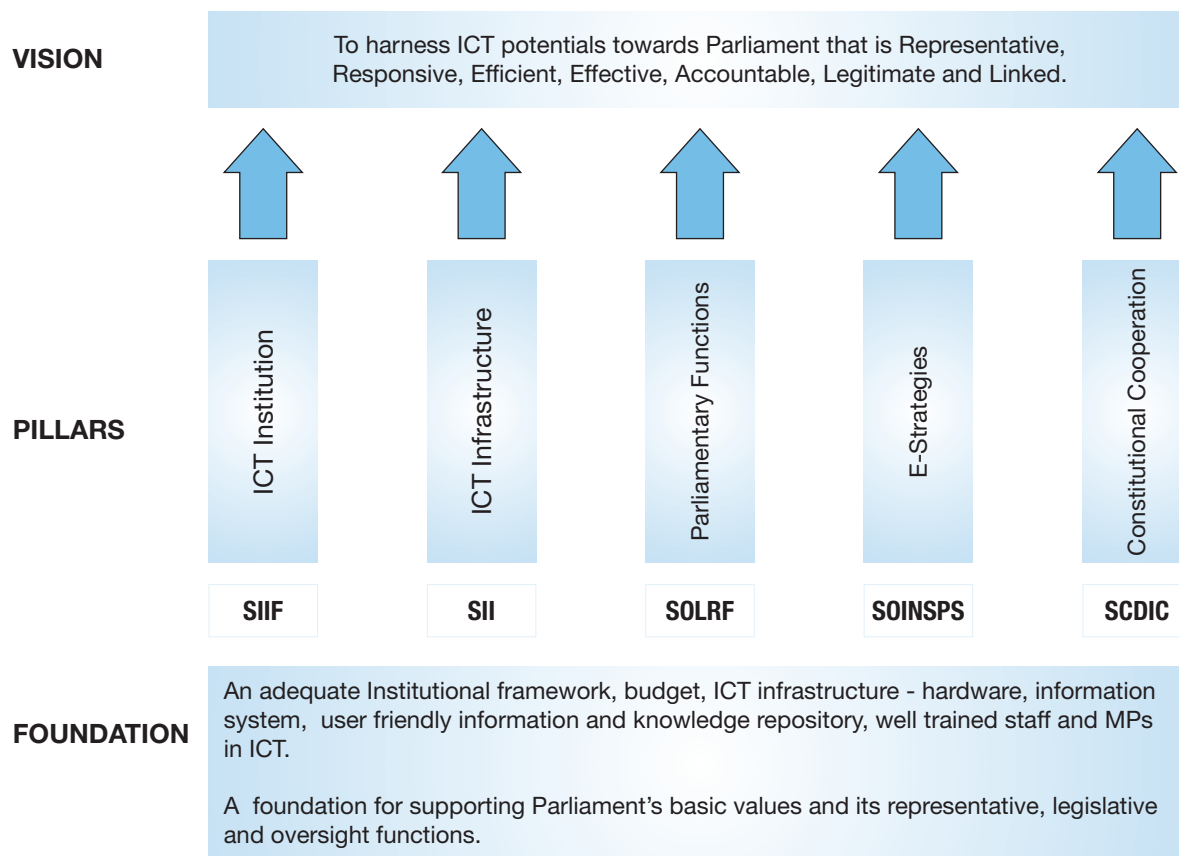 VISION
To harness ICT potentials towards Parliament that is Representative,
Responsive, Efficient, Effective, Accountable, Legitimate and Linked.
PILLARS
ICT Institution
ICT Infrastructure
Parliamentary Functions
E-Strategies
Constitutional Cooperation
SIIF
SII
SOLRF
SOINSPS
SCDIC
FOUNDATION
An adequate Institutional framework, budget, ICT infrastructure - hardware, information
system, user friendly information and knowledge repository, well trained staff and MPs
in ICT.
A foundation for supporting Parliament’s basic values and its representative, legislative
and oversight functions.